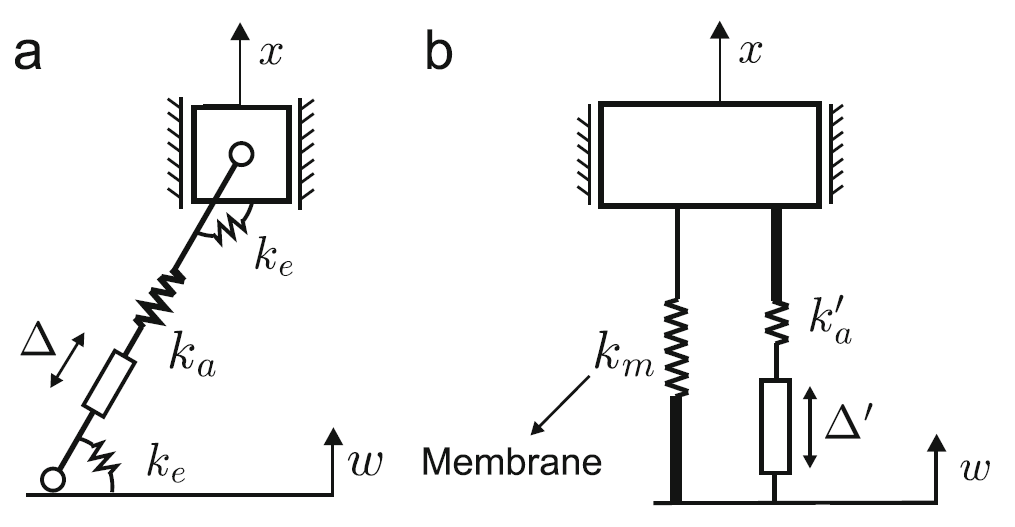 a
x
k_e
Δ
k_a
k_e
w
b
x
k_m
k'_a
Δ'
Membrane
w